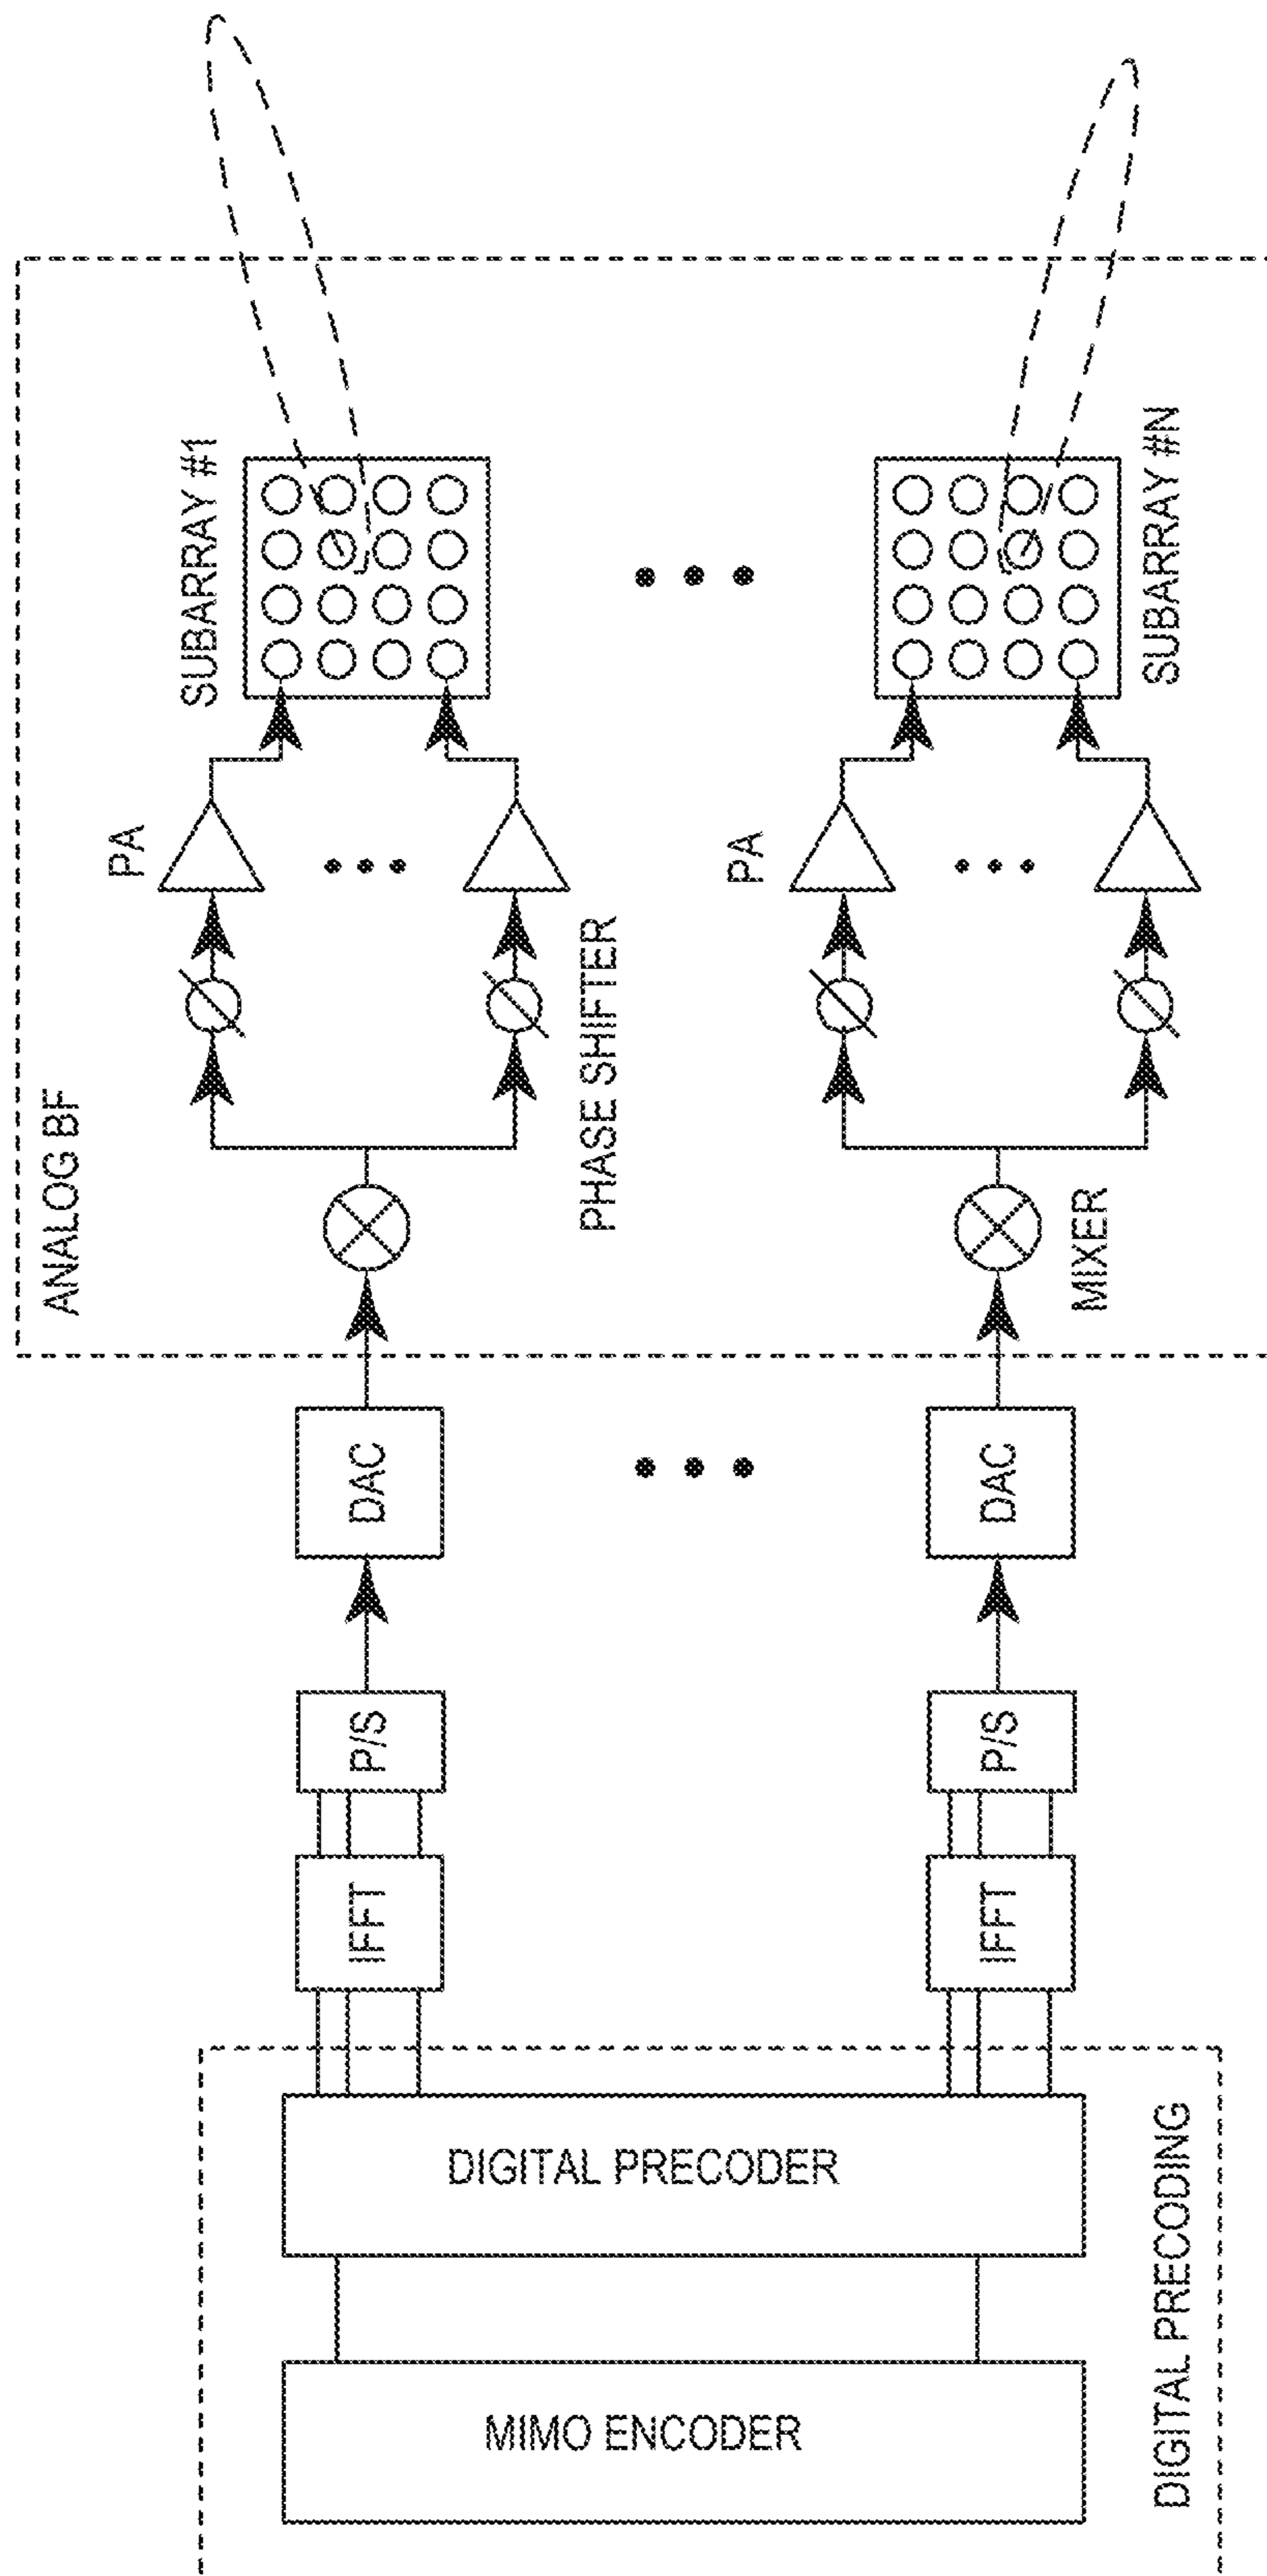 DIGITAL PRECODING
MIMO ENCODER
DIGITAL PRECODER
IFFT
P/S
DAC
IFFT
P/S
DAC
ANALOG BF
PA
SUBARRAY #1
PHASE SHIFTER
PA
MIXER
SUBARRAY #N